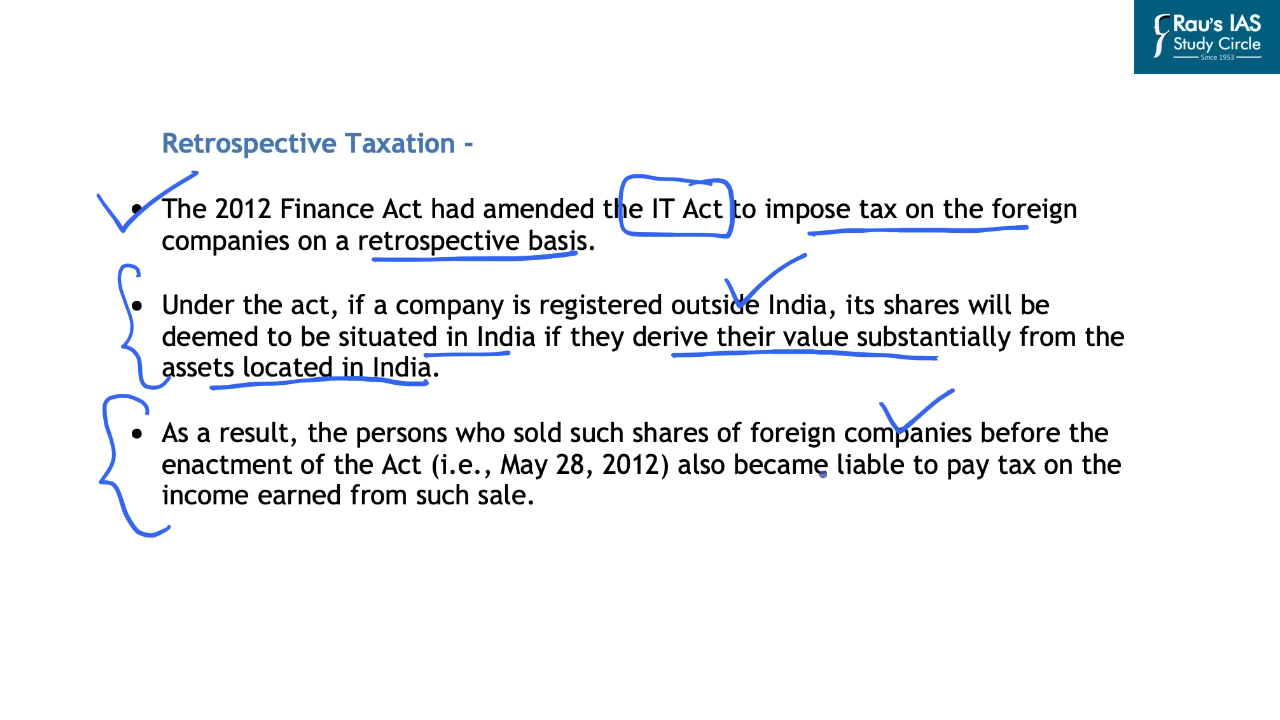 Rau's IAS
Study Circle
Since 1953
Retrospective Taxation -
• The 2012 Finance Act had amended the IT Act to impose tax on the foreign
companies on a retrospective basis.
• Under the act, if a company is registered outside India, its shares will be
deemed to be situated in India if they derive their value substantially from the
assets located in India.
• As a result, the persons who sold such shares of foreign companies before the
enactment of the Act (i.e., May 28, 2012) also became liable to pay tax on the
income earned from such sale.